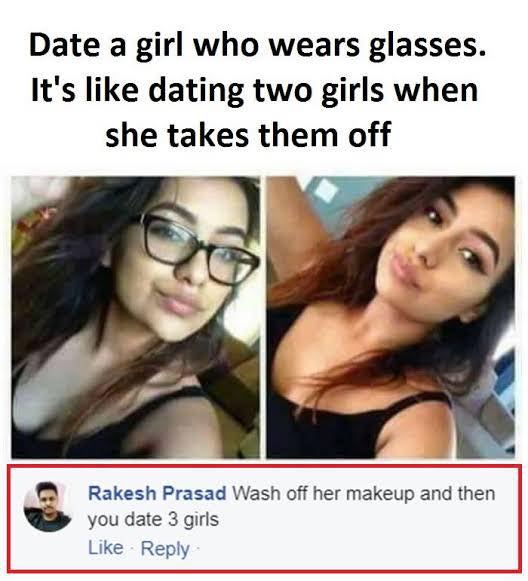 Date a girl who wears glasses.
It's like dating two girls when
she takes them off
Rakesh Prasad Wash off her makeup and then
you date 3 girls
Like · Reply ·